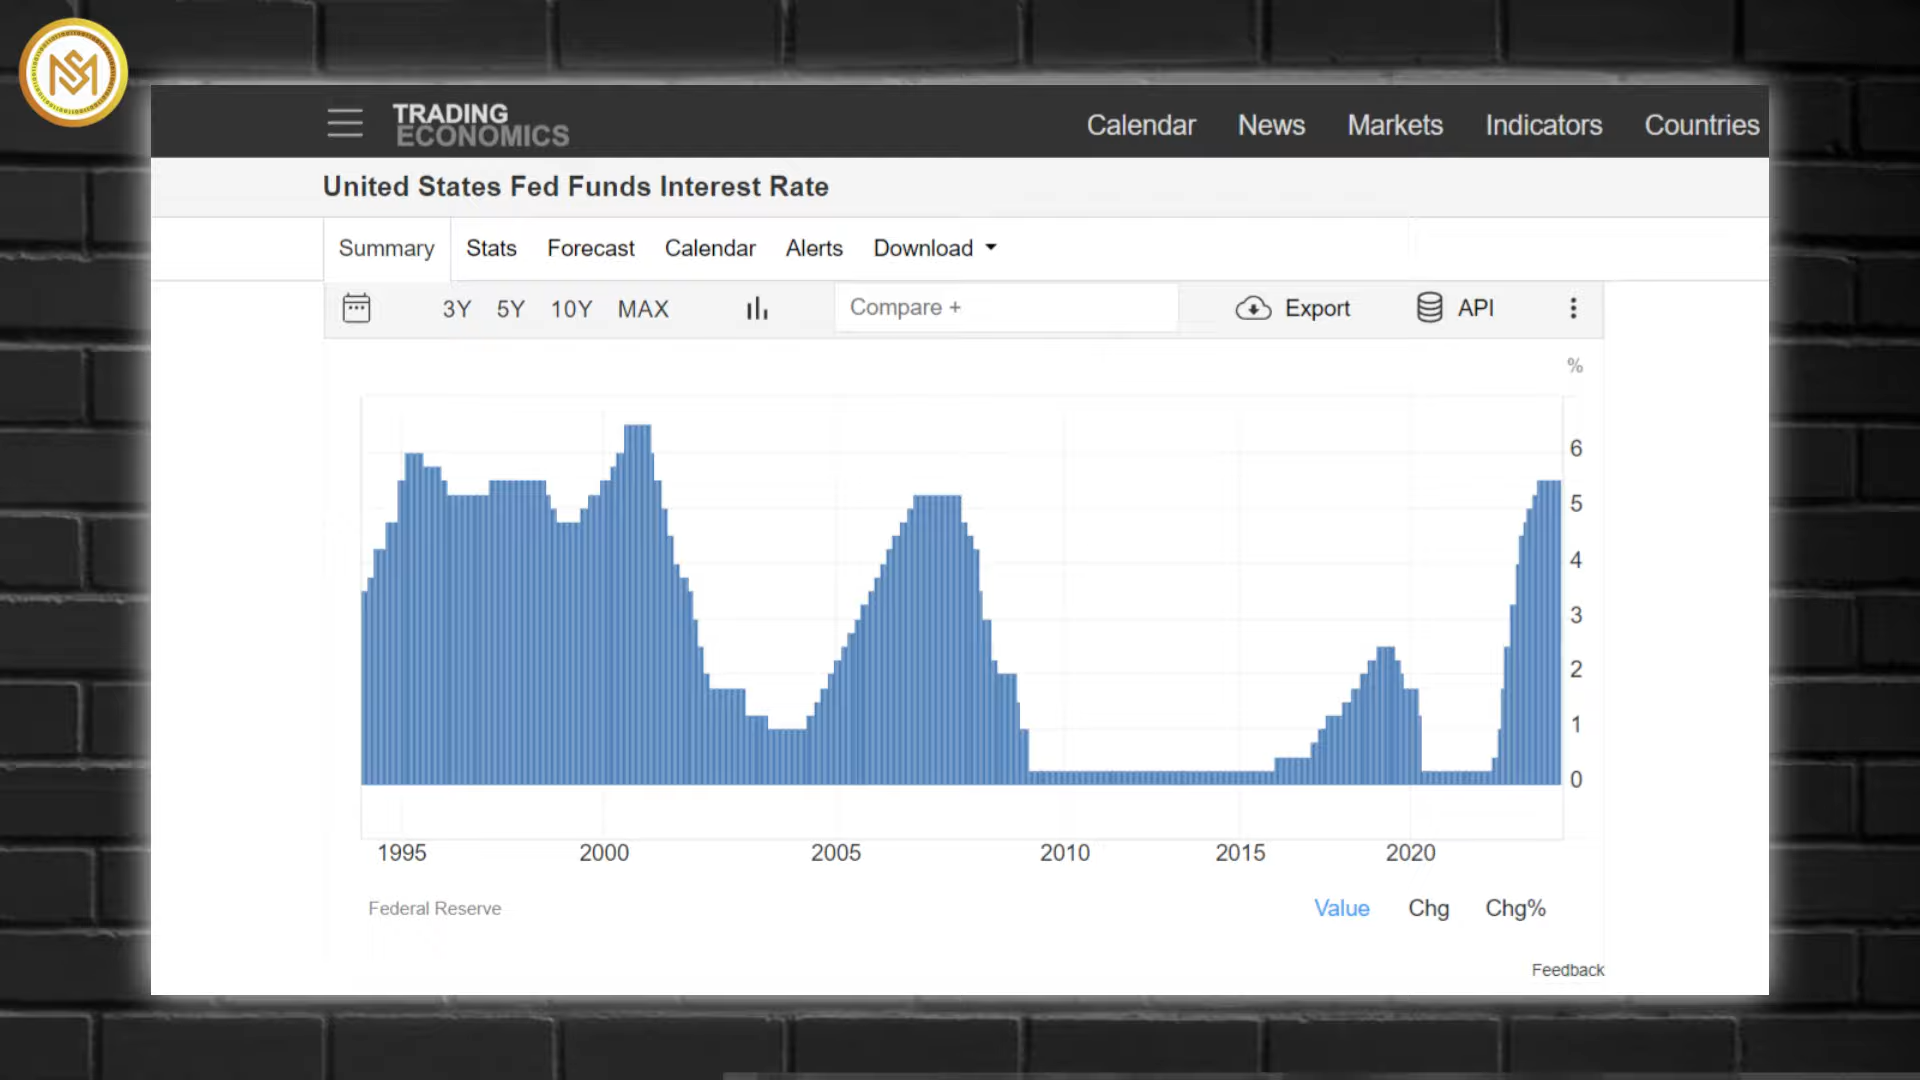 TRADING
ECONOMICS
Calendar News Markets Indicators Countries
United States Fed Funds Interest Rate
Summary Stats Forecast Calendar Alerts Download
3Y 5Y 10Y MAX Compare + Export API
%
6
5
4
3
2
1
0
1995 2000 2005 2010 2015 2020
Federal Reserve Value Chg Chg%
Feedback